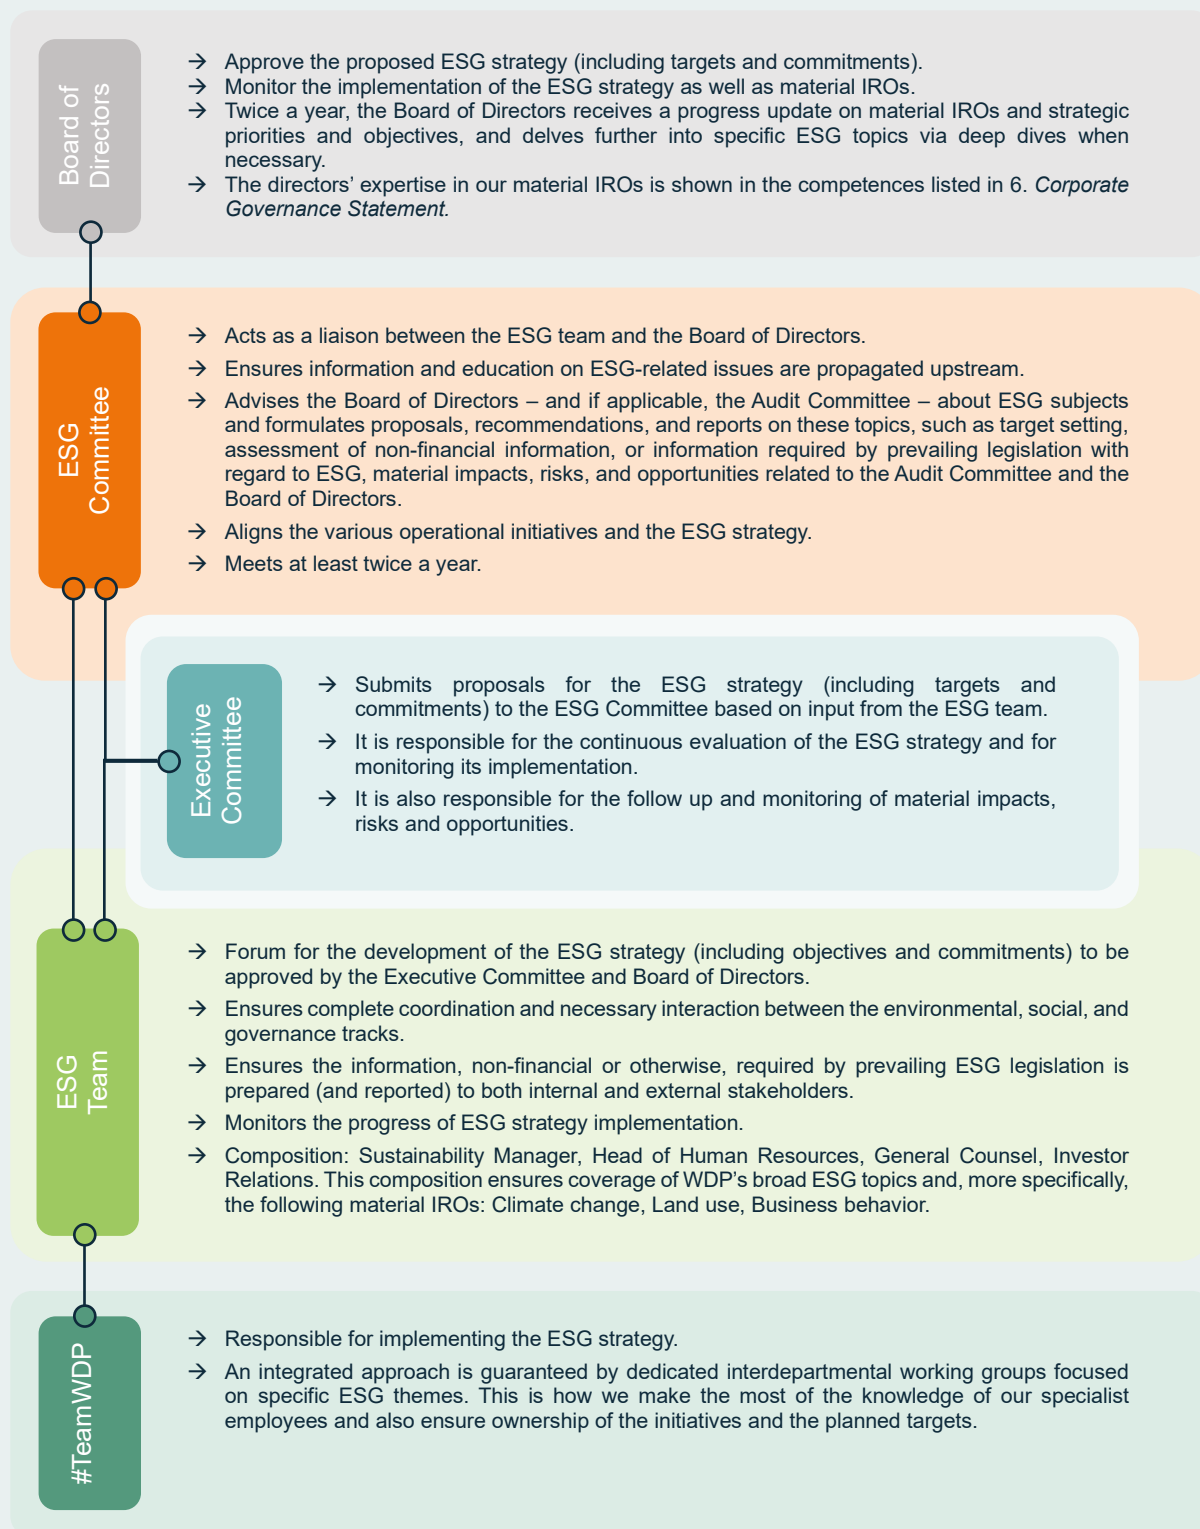 Board of
Directors
→ Approve the proposed ESG strategy (including targets and commitments).
→ Monitor the implementation of the ESG strategy as well as material IROs.
→ Twice a year, the Board of Directors receives a progress update on material IROs and strategic
priorities and objectives, and delves further into specific ESG topics via deep dives when
necessary.
→ The directors’ expertise in our material IROs is shown in the competences listed in 6. Corporate
Governance Statement.
ESG
Committee
→ Acts as a liaison between the ESG team and the Board of Directors.
→ Ensures information and education on ESG-related issues are propagated upstream.
→ Advises the Board of Directors – and if applicable, the Audit Committee – about ESG subjects
and formulates proposals, recommendations, and reports on these topics, such as target setting,
assessment of non-financial information, or information required by prevailing legislation with
regard to ESG, material impacts, risks, and opportunities related to the Audit Committee and the
Board of Directors.
→ Aligns the various operational initiatives and the ESG strategy.
→ Meets at least twice a year.
Executive
Committee
→ Submits proposals for the ESG strategy (including targets and
commitments) to the ESG Committee based on input from the ESG team.
→ It is responsible for the continuous evaluation of the ESG strategy and for
monitoring its implementation.
→ It is also responsible for the follow up and monitoring of material impacts,
risks and opportunities.
ESG
Team
→ Forum for the development of the ESG strategy (including objectives and commitments) to be
approved by the Executive Committee and Board of Directors.
→ Ensures complete coordination and necessary interaction between the environmental, social, and
governance tracks.
→ Ensures the information, non-financial or otherwise, required by prevailing ESG legislation is
prepared (and reported) to both internal and external stakeholders.
→ Monitors the progress of ESG strategy implementation.
→ Composition: Sustainability Manager, Head of Human Resources, General Counsel, Investor
Relations. This composition ensures coverage of WDP’s broad ESG topics and, more specifically,
the following material IROs: Climate change, Land use, Business behavior.
#TeamWDP
→ Responsible for implementing the ESG strategy.
→ An integrated approach is guaranteed by dedicated interdepartmental working groups focused
on specific ESG themes. This is how we make the most of the knowledge of our specialist
employees and also ensure ownership of the initiatives and the planned targets.